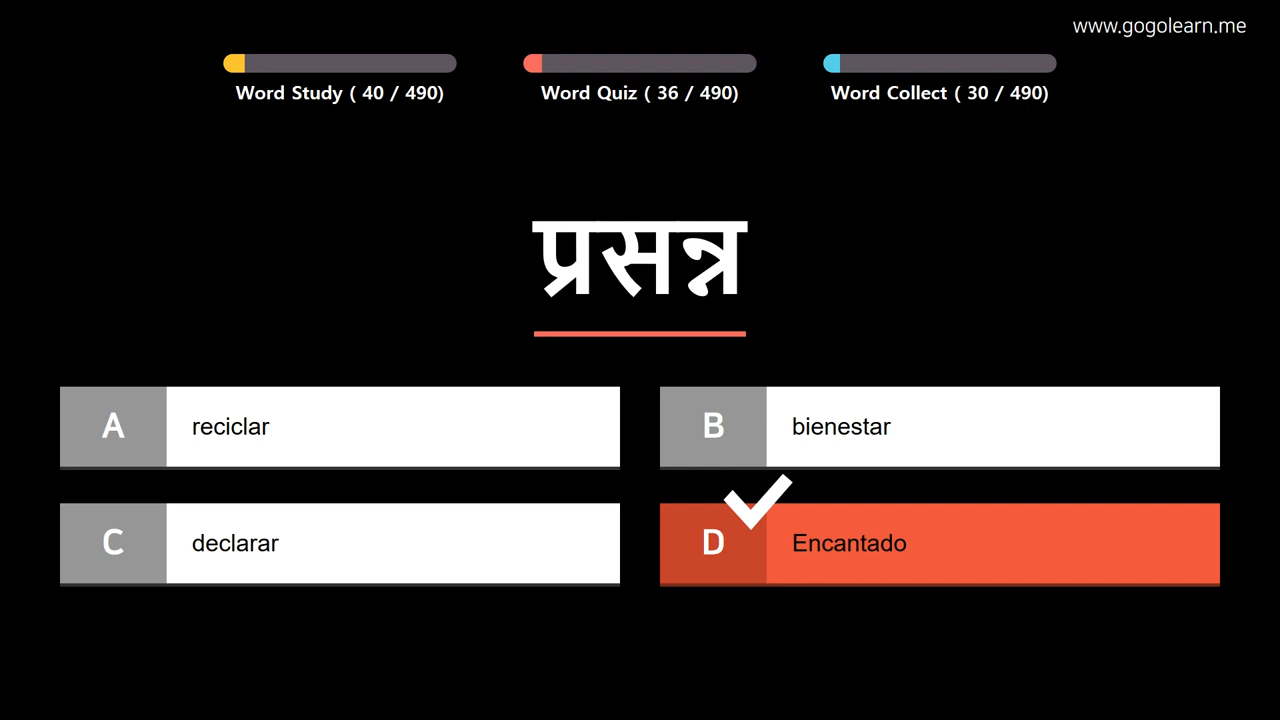 www.gogolearn.me
Word Study ( 40 / 490)
Word Quiz ( 36 / 490)
Word Collect ( 30 / 490)
प्रसन्न
A reciclar
B bienestar
C declarar
D Encantado